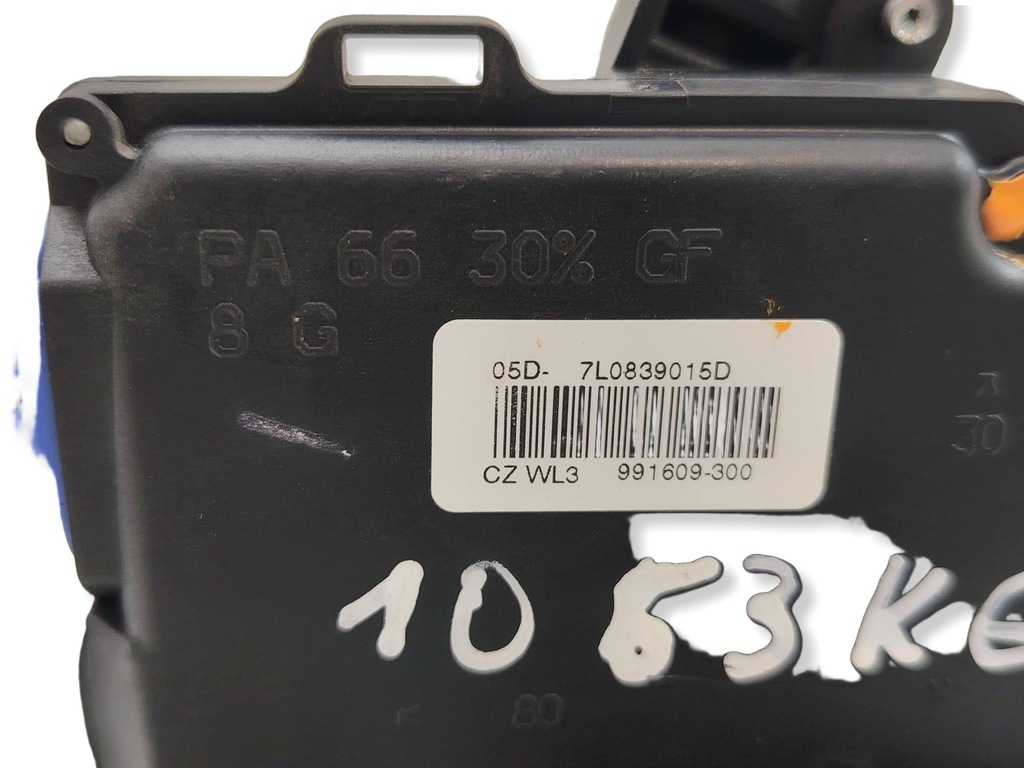 PA 66 30% GF
8 G
05D- 7L0839015D
CZ WL3 991609-300
30
10 63 KG
K 80